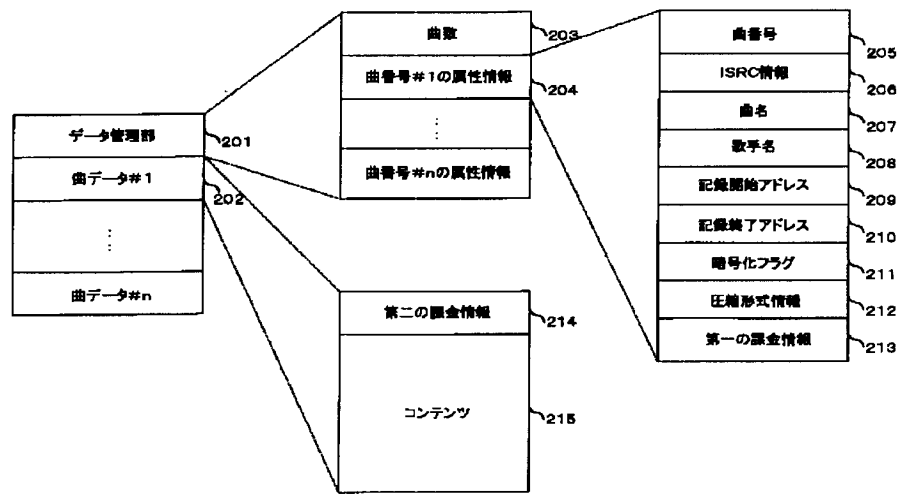 データ管理部
201
曲データ#1
202
⋮
曲データ#n
曲数
203
曲番号#1の属性情報
204
⋮
曲番号#nの属性情報
第二の課金情報
214
コンテンツ
215
曲番号
205
ISRC情報
206
曲名
207
歌手名
208
記録開始アドレス
209
記録終了アドレス
210
暗号化フラグ
211
圧縮形式情報
212
第一の課金情報
213